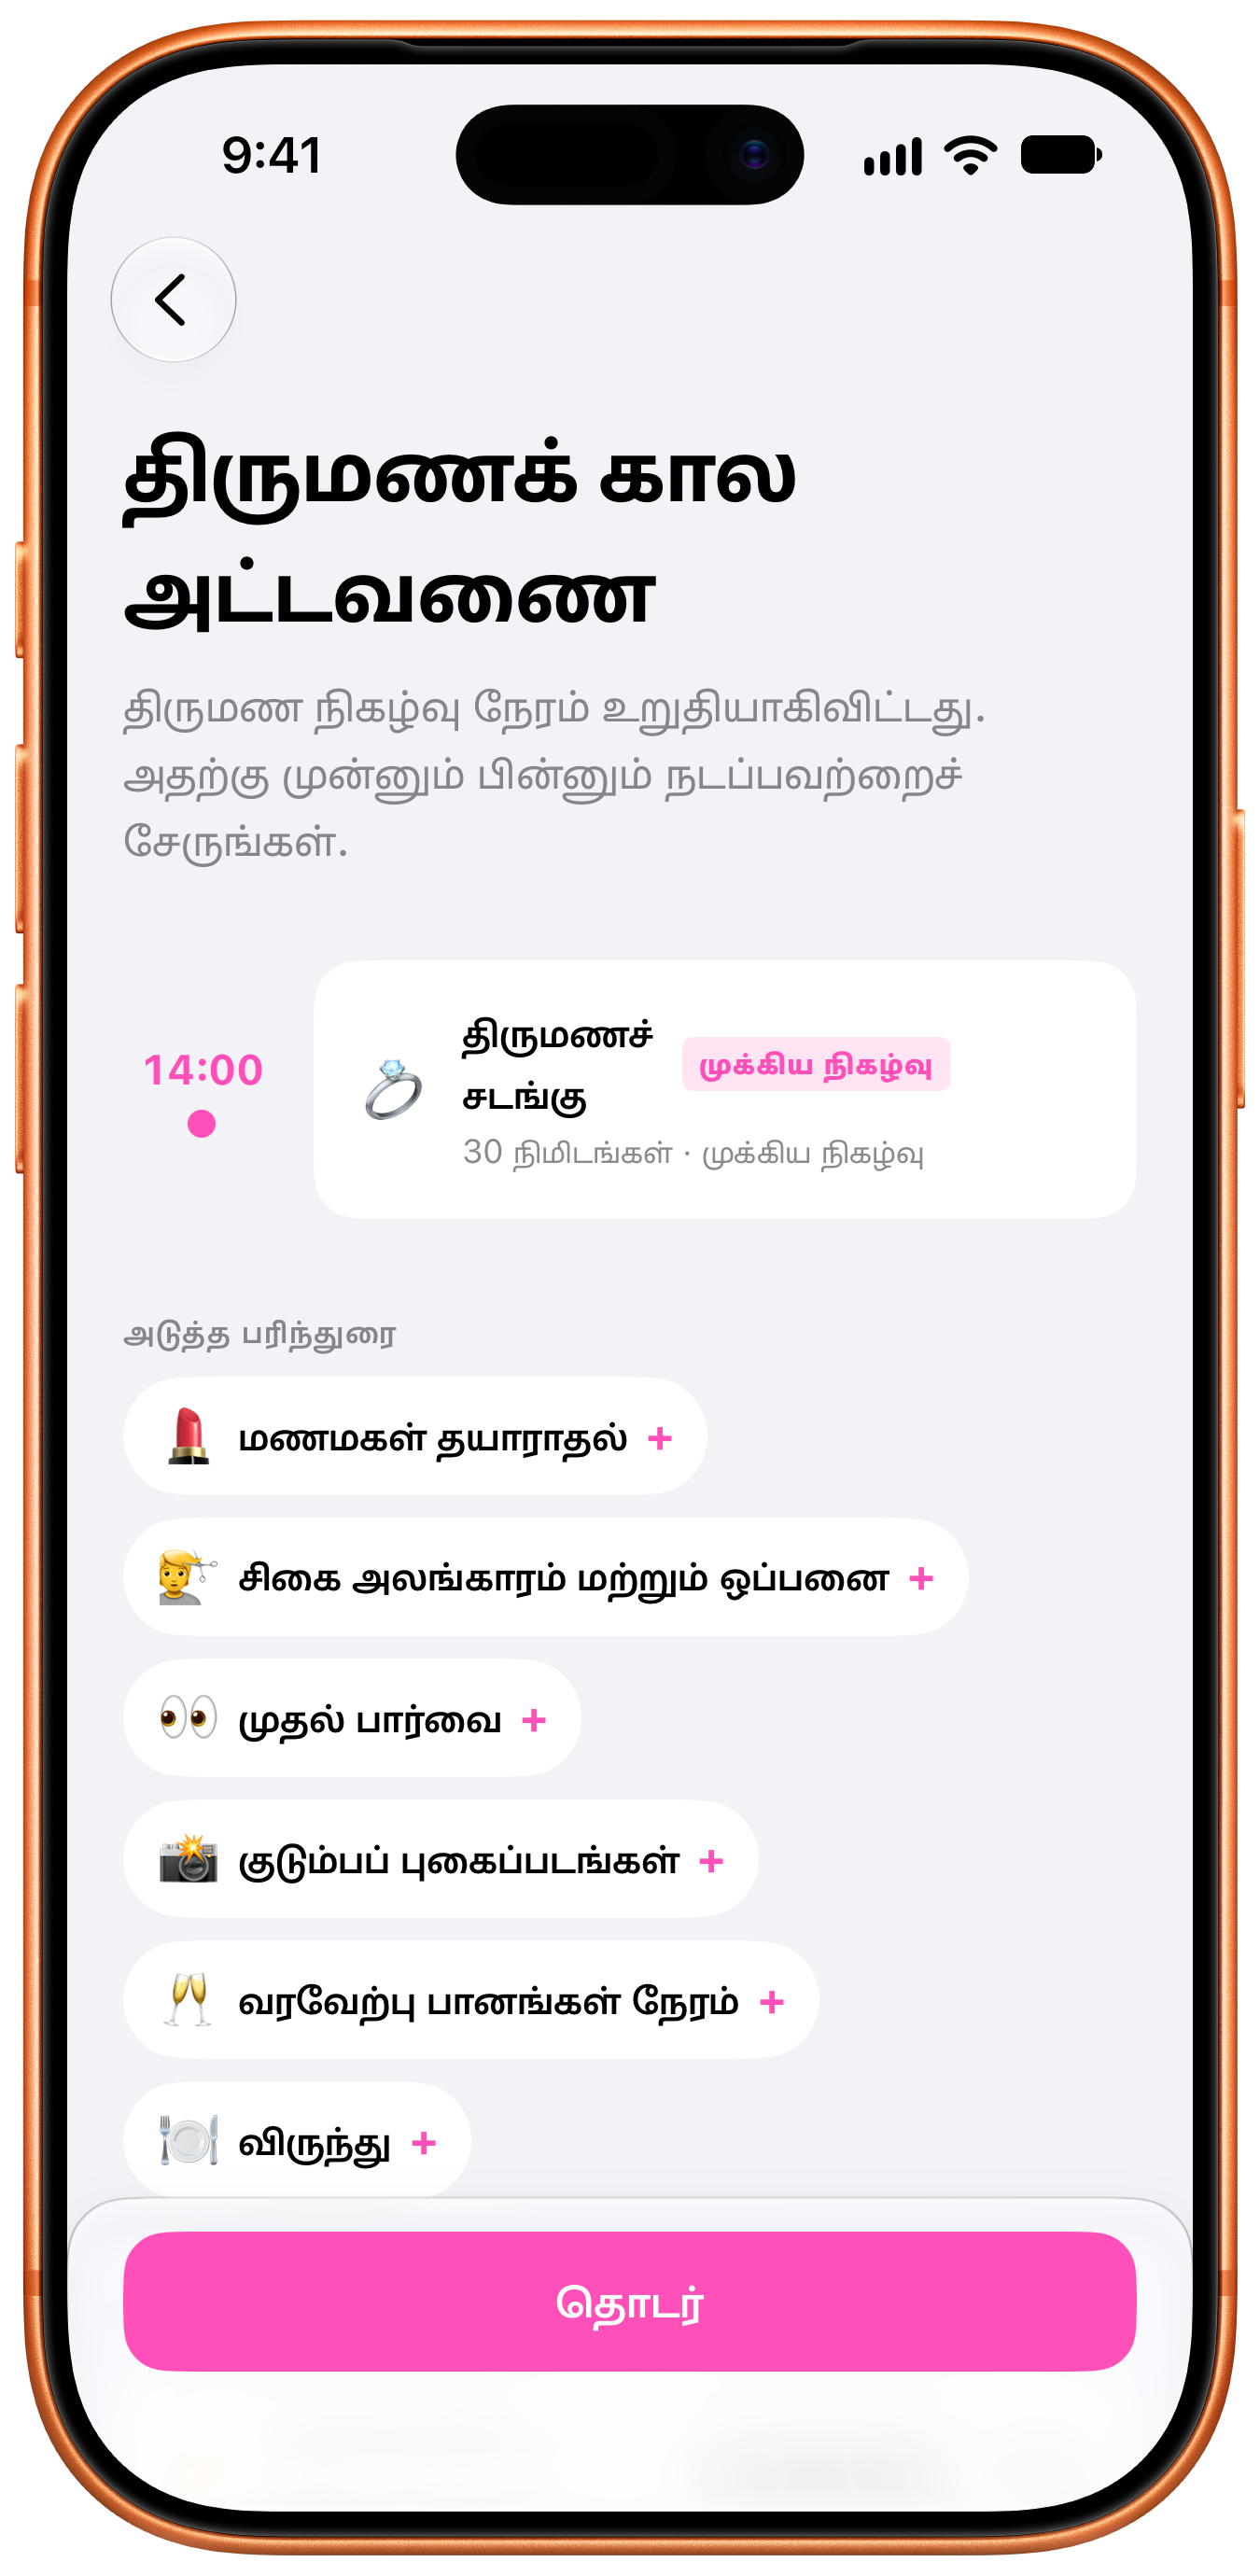 9:41
திருமணக் கால
அட்டவணை
திருமண நிகழ்வு நேரம் உறுதியாகிவிட்டது.
அதற்கு முன்னும் பின்னும் நடப்பவற்றைச்
சேருங்கள்.
14:00
திருமணச்
சடங்கு
முக்கிய நிகழ்வு
30 நிமிடங்கள் · முக்கிய நிகழ்வு
அடுத்த பரிந்துரை
மணமகள் தயாராதல் +
சிகை அலங்காரம் மற்றும் ஒப்பனை +
முதல் பார்வை +
குடும்பப் புகைப்படங்கள் +
வரவேற்பு பானங்கள் நேரம் +
விருந்து +
தொடர்